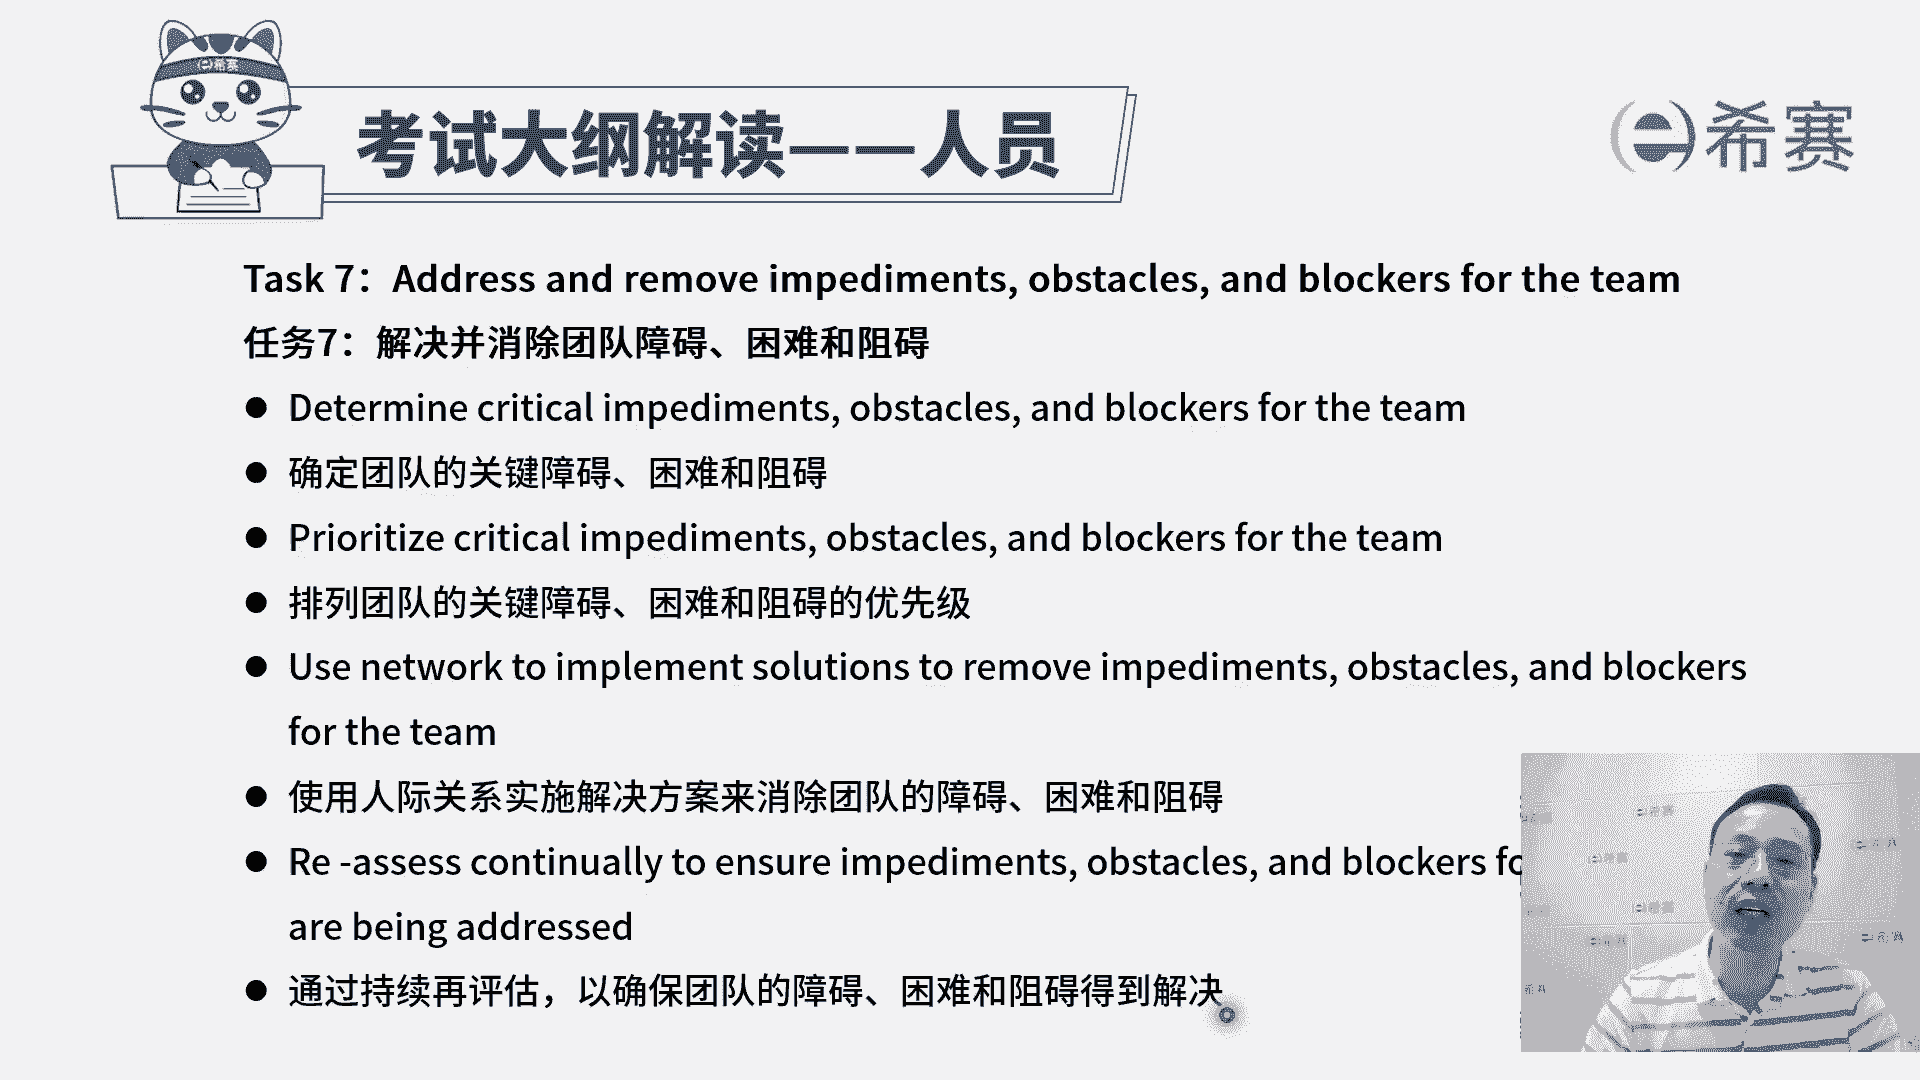 e希赛
考试大纲解读——人员
e希赛
Task 7：Address and remove impediments, obstacles, and blockers for the team
任务7：解决并消除团队障碍、困难和阻碍
● Determine critical impediments, obstacles, and blockers for the team
● 确定团队的关键障碍、困难和阻碍
● Prioritize critical impediments, obstacles, and blockers for the team
● 排列团队的关键障碍、困难和阻碍的优先级
● Use network to implement solutions to remove impediments, obstacles, and blockers
for the team
● 使用人际关系实施解决方案来消除团队的障碍、困难和阻碍
● Re -assess continually to ensure impediments, obstacles, and blockers
are being addressed
● 通过持续再评估，以确保团队的障碍、困难和阻碍得到解决